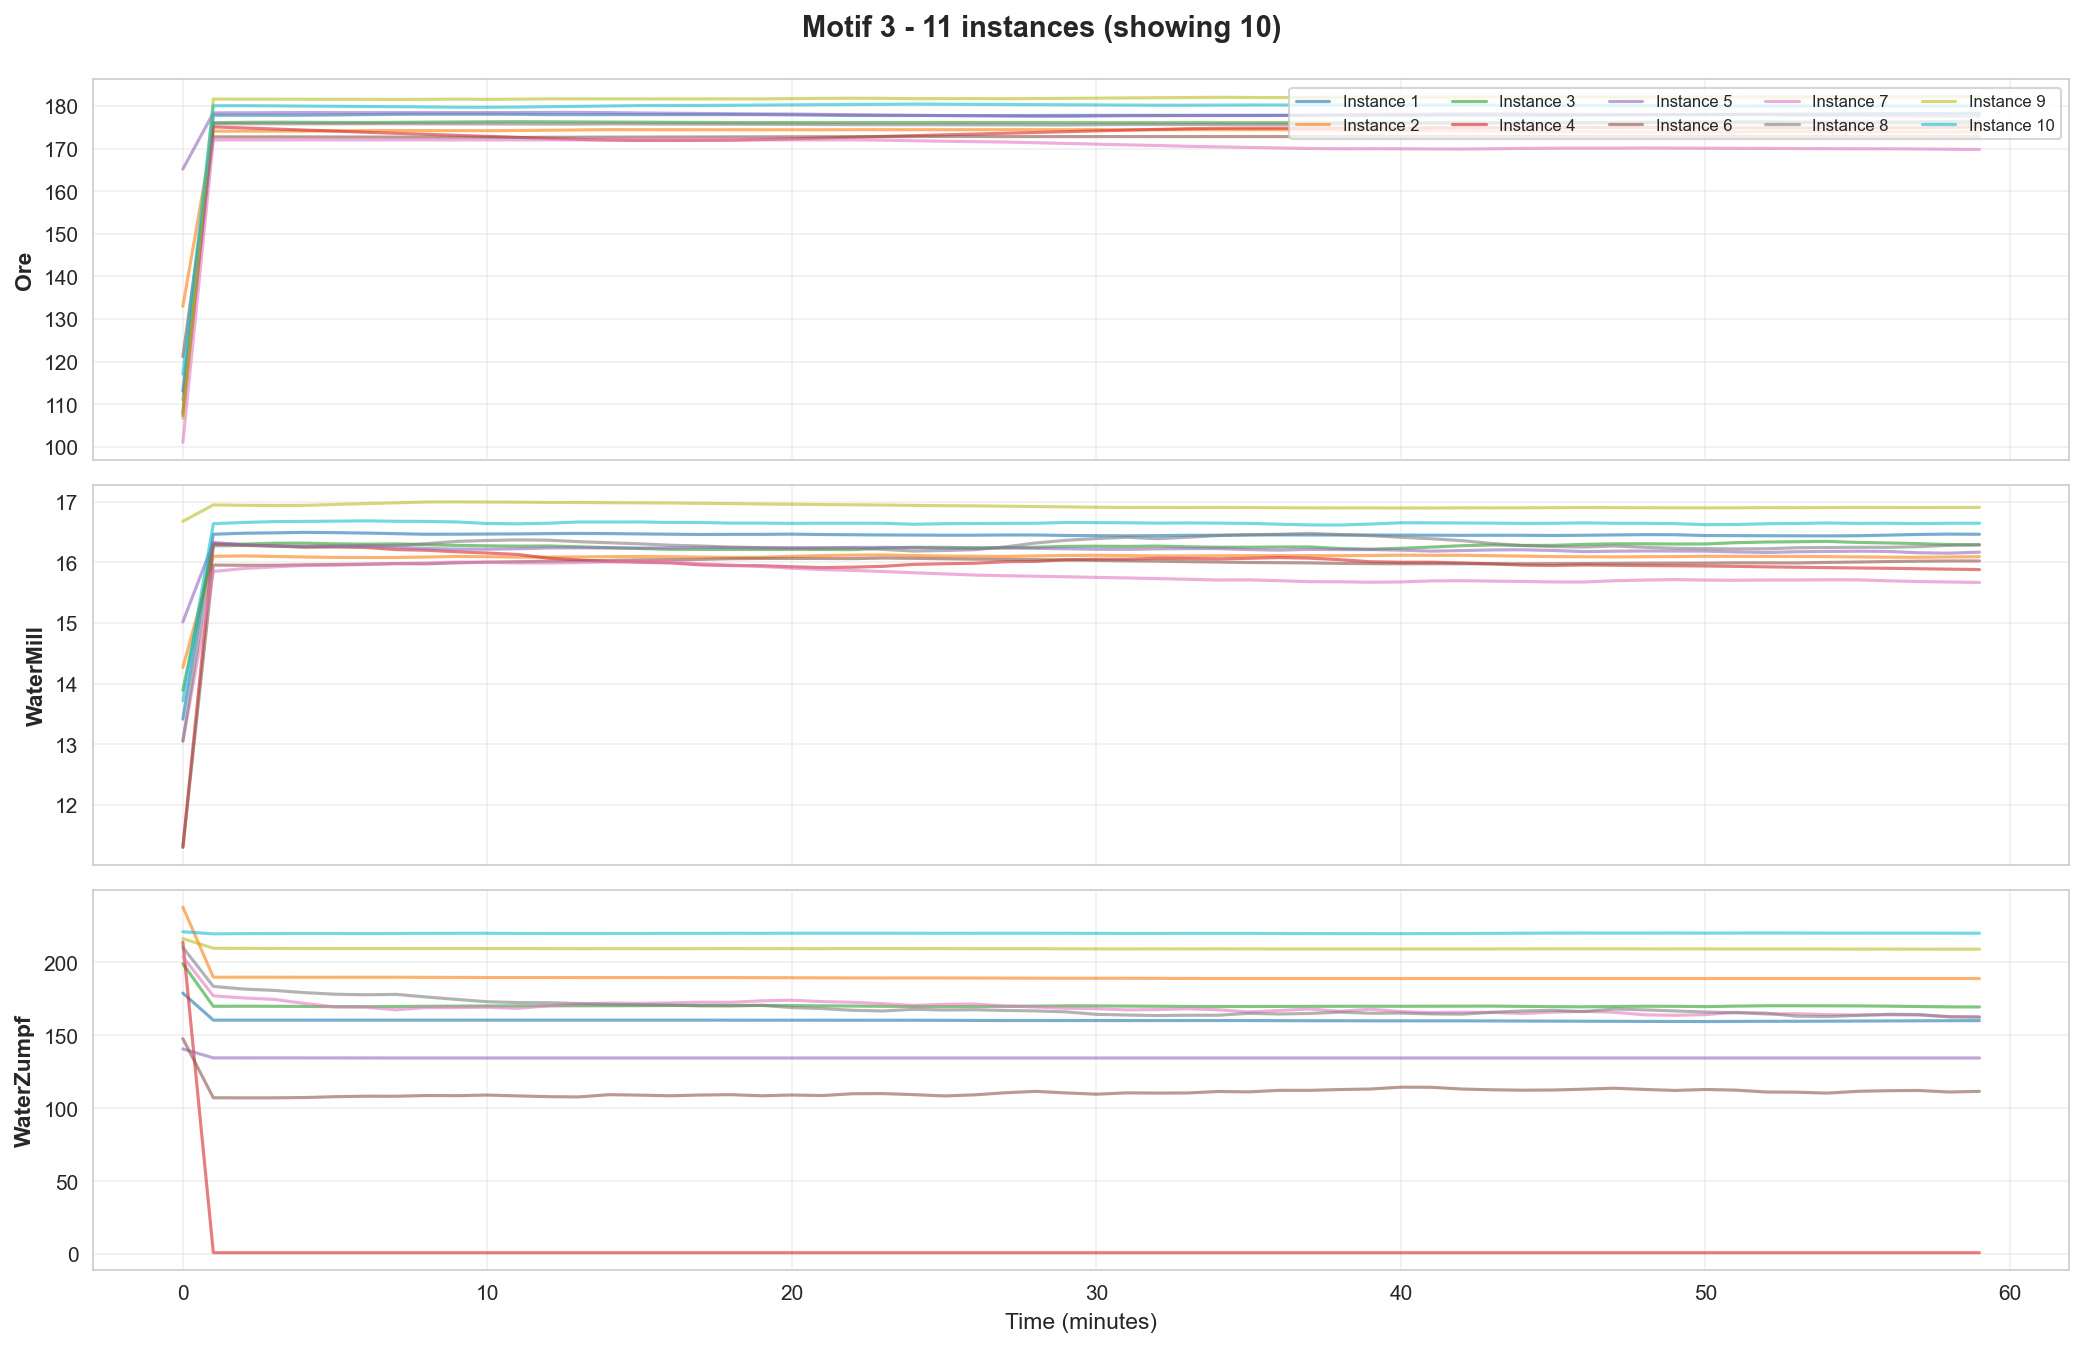 Motif 3 - 11 instances (showing 10)
Ore
180
170
160
150
140
130
120
110
100
Instance 1 Instance 3 Instance 5 Instance 7 Instance 9
Instance 2 Instance 4 Instance 6 Instance 8 Instance 10
WaterMill
17
16
15
14
13
12
WaterZumpf
200
150
100
50
0
0 10 20 30 40 50 60
Time (minutes)